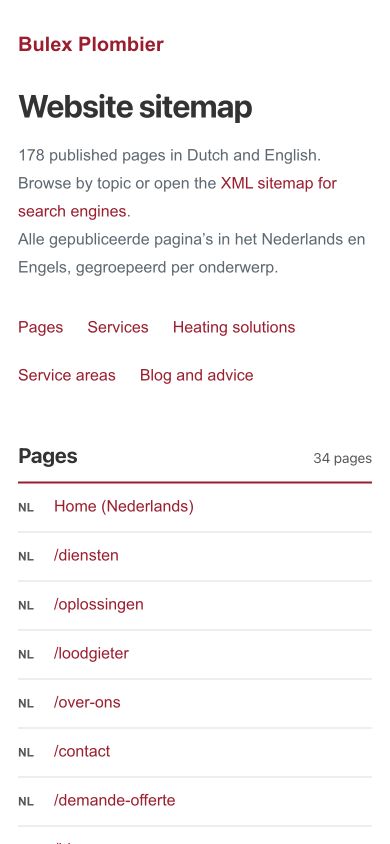 Bulex Plombier
Website sitemap
178 published pages in Dutch and English.
Browse by topic or open the XML sitemap for
search engines.
Alle gepubliceerde pagina’s in het Nederlands en
Engels, gegroepeerd per onderwerp.
Pages Services Heating solutions
Service areas Blog and advice
Pages 34 pages
NL Home (Nederlands)
NL /diensten
NL /oplossingen
NL /loodgieter
NL /over-ons
NL /contact
NL /demande-offerte